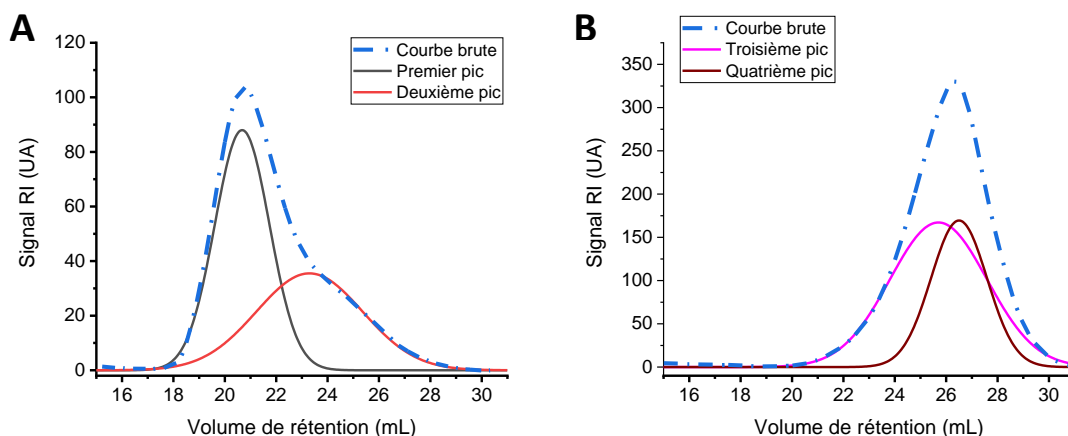 A
Courbe brute
Premier pic
Deuxième pic
Signal RI (UA)
120
100
80
60
40
20
0
16 18 20 22 24 26 28 30
Volume de rétention (mL)
B
Courbe brute
Troisième pic
Quatrième pic
Signal RI (UA)
350
300
250
200
150
100
50
0
16 18 20 22 24 26 28 30
Volume de rétention (mL)